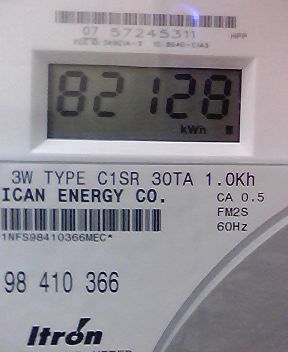 07 57245311 HPP
82128
kWh
3W TYPE C1SR 30TA 1.0Kh
ICAN ENERGY CO.
CA 0.5
FM2S
60Hz
1NFS98410366MEC*
98 410 366
Itron